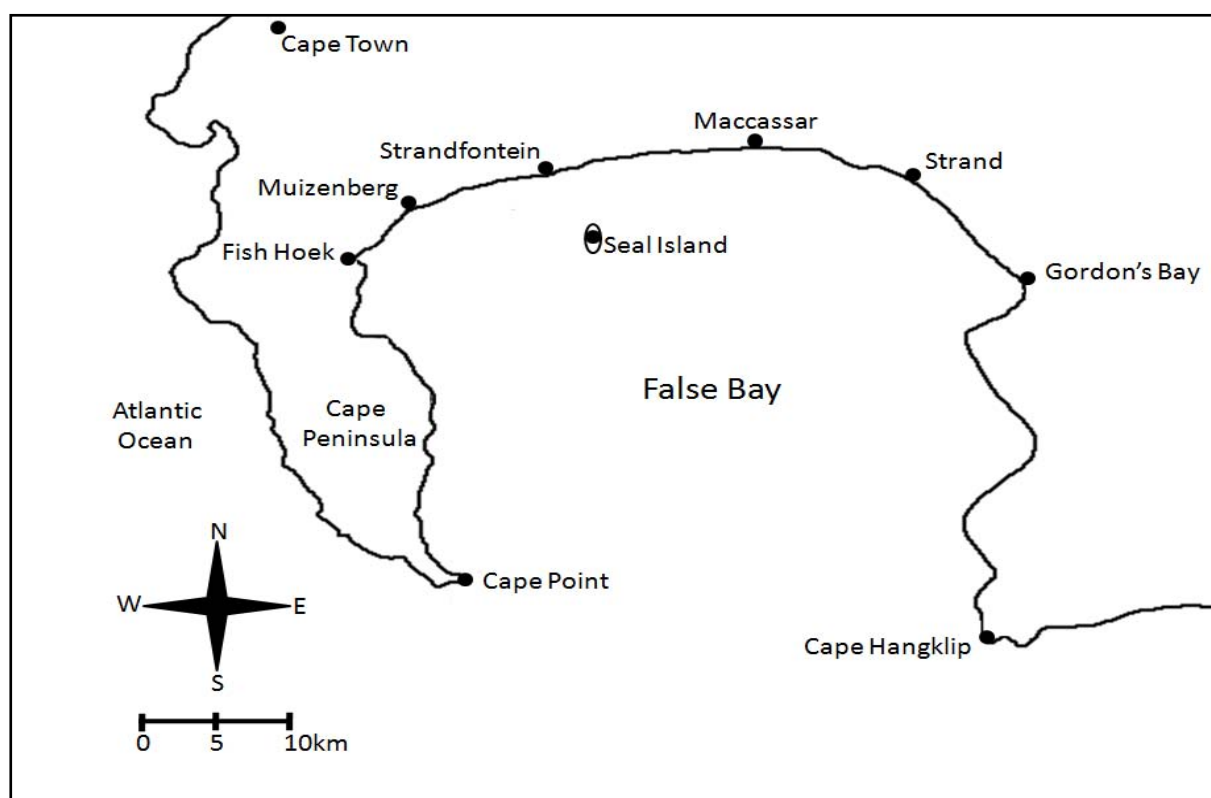 Cape Town
Maccassar
Strandfontein
Strand
Muizenberg
Fish Hoek
Seal Island
Gordon's Bay
False Bay
Atlantic
Ocean
Cape
Peninsula
N
W
E
S
Cape Point
Cape Hangklip
0 5 10km